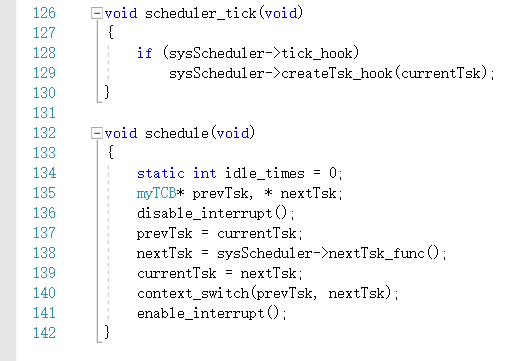 126 void scheduler_tick(void)
127 {
128 if (sysScheduler->tick_hook)
129 sysScheduler->createTsk_hook(currentTsk);
130 }
131
132 void schedule(void)
133 {
134 static int idle_times = 0;
135 myTCB* prevTsk, * nextTsk;
136 disable_interrupt();
137 prevTsk = currentTsk;
138 nextTsk = sysScheduler->nextTsk_func();
139 currentTsk = nextTsk;
140 context_switch(prevTsk, nextTsk);
141 enable_interrupt();
142 }